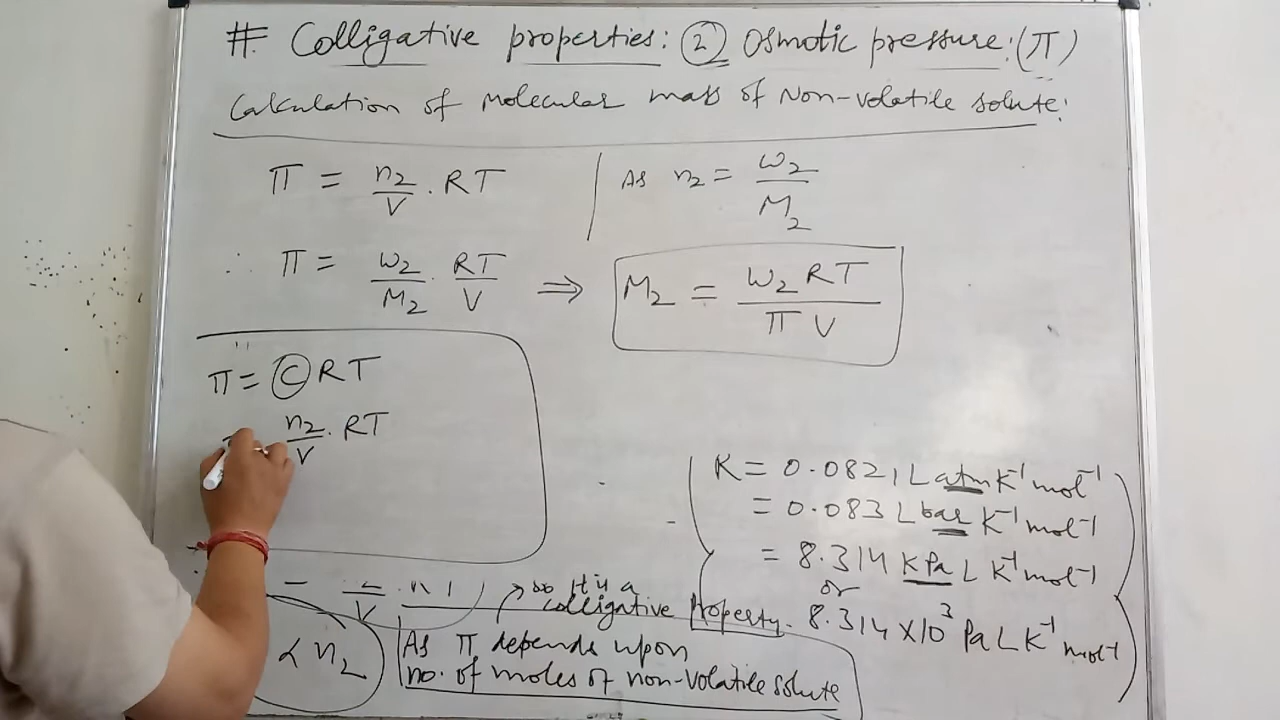 # Colligative properties: ② Osmotic pressure: (π)
Calculation of Molecular mass of Non-volatile solute:
π = n₂/V . RT
As n₂ = w₂/M₂
∴ π = w₂/M₂ . RT/V ⇒ M₂ = w₂RT/πV
π = ⓒRT
n₂/V . RT
R = 0.0821 L atm K⁻¹ mol⁻¹
= 0.083 L bar K⁻¹ mol⁻¹
= 8.314 KPa L K⁻¹ mol⁻¹
or
8.314 × 10³ Pa L K⁻¹ mol⁻¹
It is a
colligative Property.
∝ n₂
As π depends upon
no. of moles of non-volatile solute